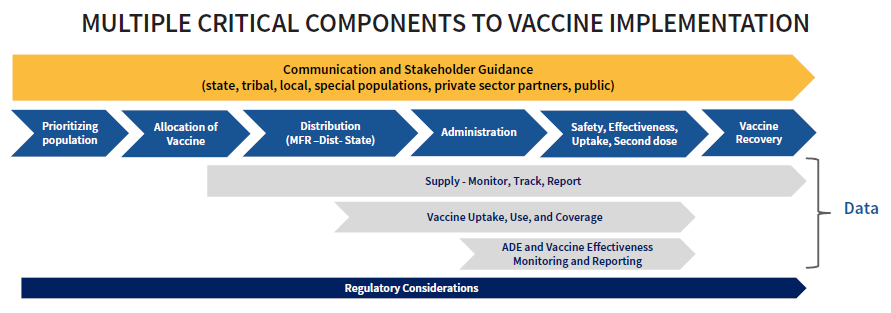 MULTIPLE CRITICAL COMPONENTS TO VACCINE IMPLEMENTATION
Communication and Stakeholder Guidance
(state, tribal, local, special populations, private sector partners, public)
Prioritizing
population
Allocation of
Vaccine
Distribution
(MFR –Dist- State)
Administration
Safety, Effectiveness,
Uptake, Second dose
Vaccine
Recovery
Supply - Monitor, Track, Report
Vaccine Uptake, Use, and Coverage
ADE and Vaccine Effectiveness
Monitoring and Reporting
Data
Regulatory Considerations